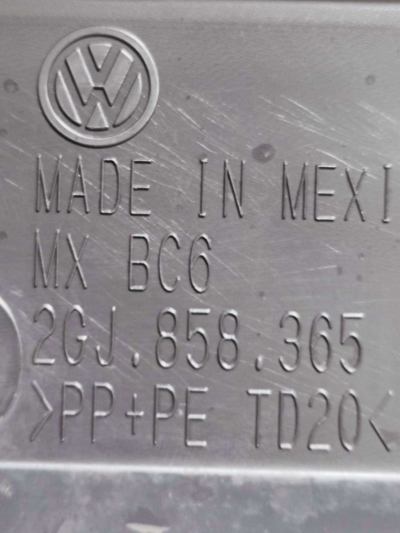 MADE IN MEXI
MX BC6
2GJ.858.365
>PP+PE TD20<